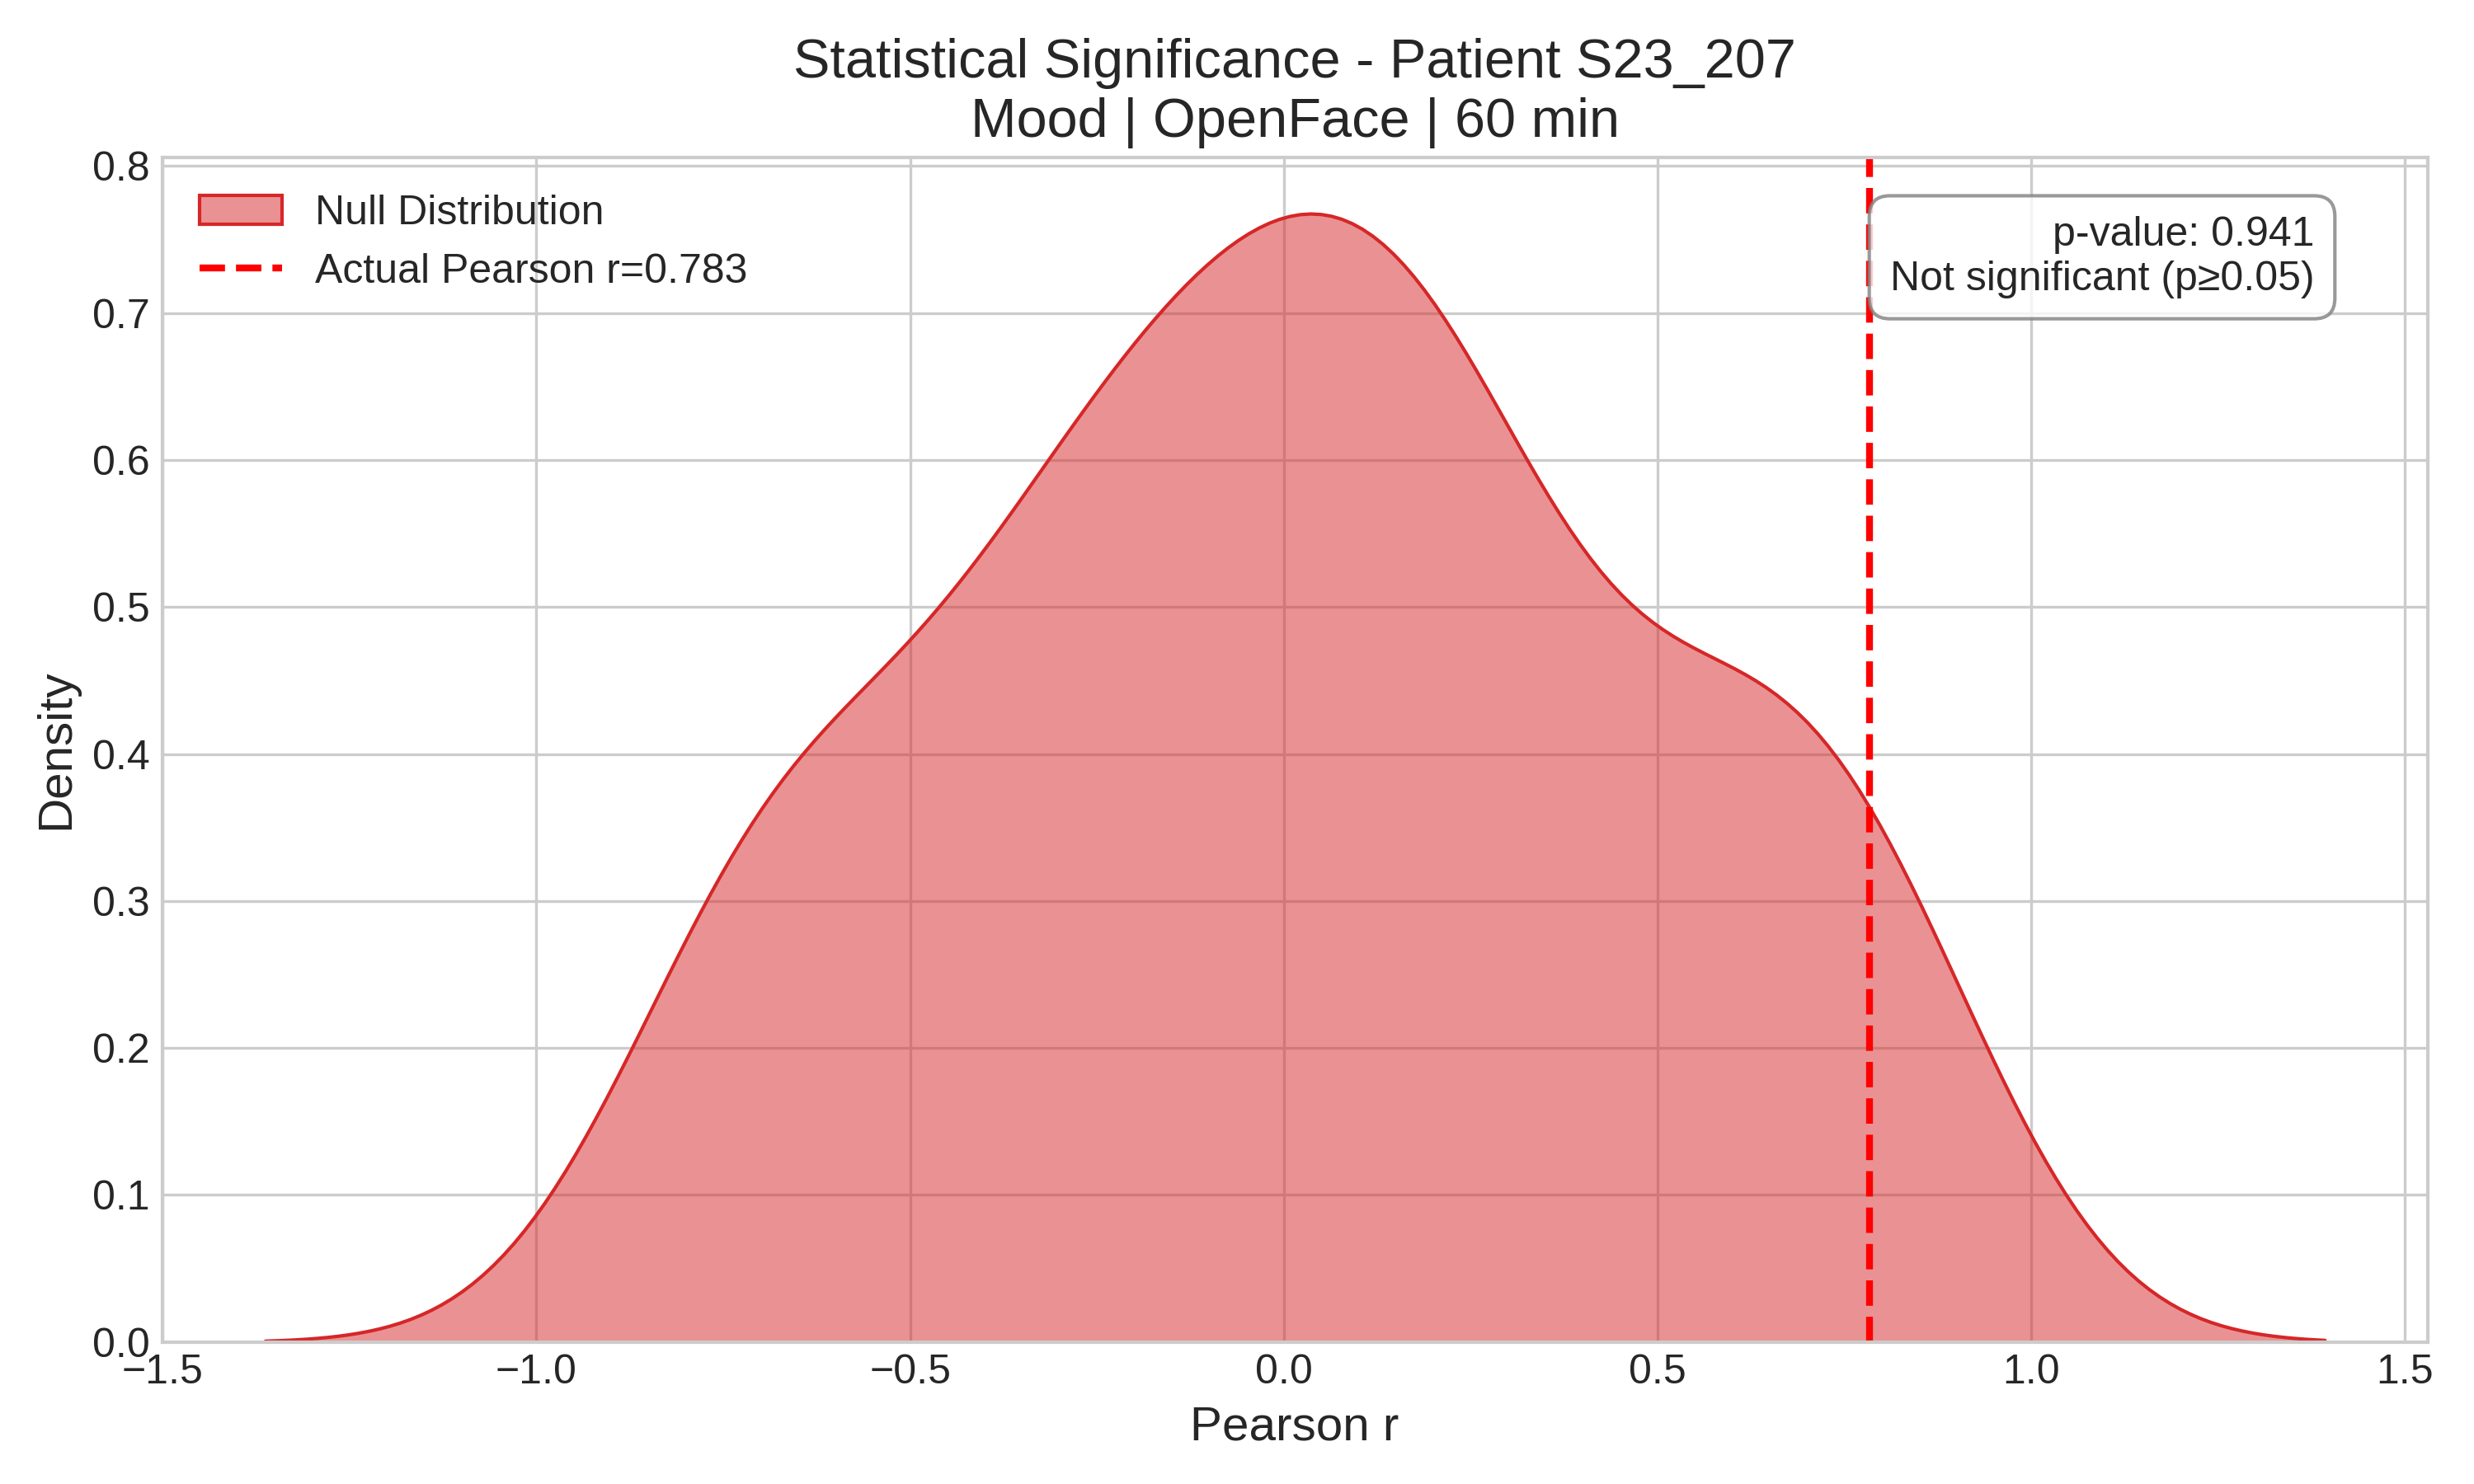 Statistical Significance - Patient S23_207
Mood | OpenFace | 60 min
Null Distribution
Actual Pearson r=0.783
p-value: 0.941
Not significant (p≥0.05)
Density
0.8
0.7
0.6
0.5
0.4
0.3
0.2
0.1
0.0
−1.5
−1.0
−0.5
0.0
0.5
1.0
1.5
Pearson r